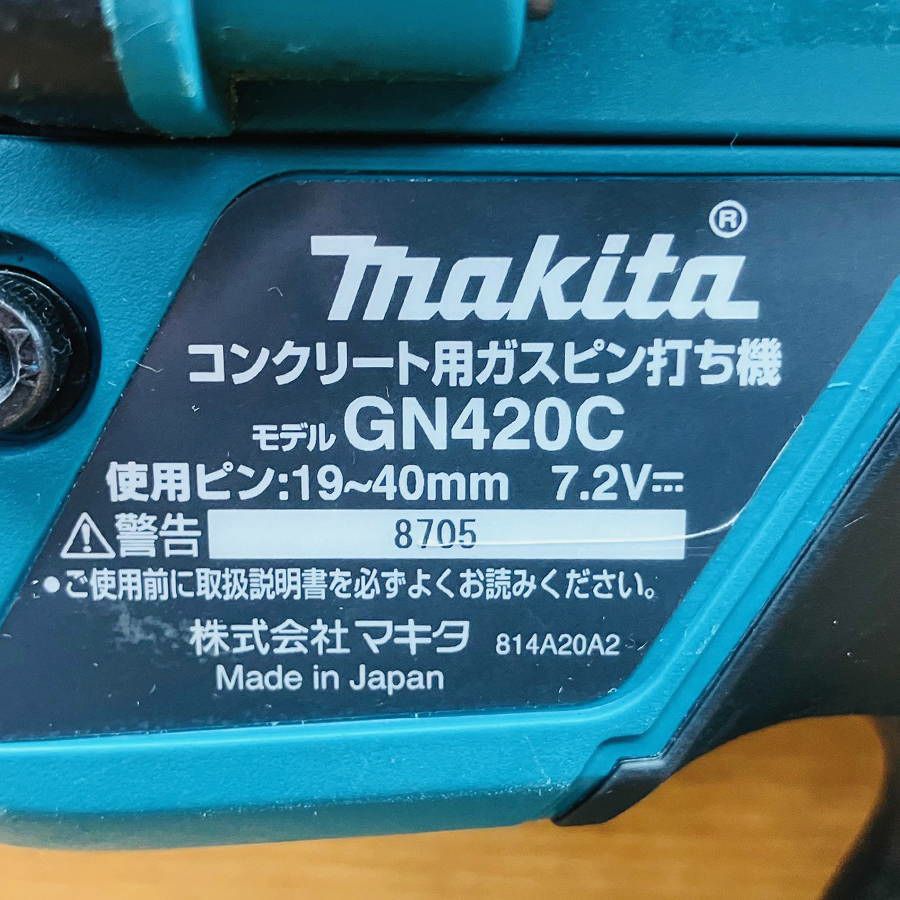 makita®
コンクリート用ガスピン打ち機
モデル GN420C
使用ピン:19~40mm 7.2V⎓
⚠警告 8705
●ご使用前に取扱説明書を必ずよくお読みください。
株式会社マキタ 814A20A2
Made in Japan